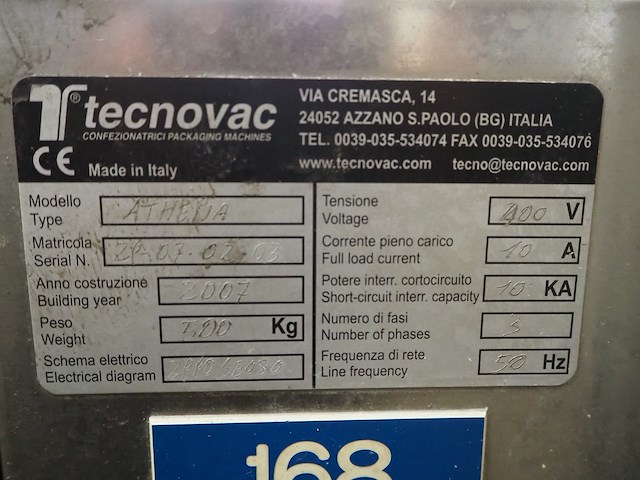 tecnovac®
CONFEZIONATRICI PACKAGING MACHINES
CE Made in Italy
VIA CREMASCA, 14
24052 AZZANO S.PAOLO (BG) ITALIA
TEL. 0039-035-534074 FAX 0039-035-534076
www.tecnovac.com tecno@tecnovac.com
Modello
Type ATHENA
Matricola
Serial N.
Anno costruzione
Building year 2007
Peso
Weight Kg
Schema elettrico
Electrical diagram
Tensione
Voltage 400 V
Corrente pieno carico
Full load current 10 A
Potere interr. cortocircuito
Short-circuit interr. capacity 10 KA
Numero di fasi
Number of phases 3
Frequenza di rete
Line frequency 50 Hz
168